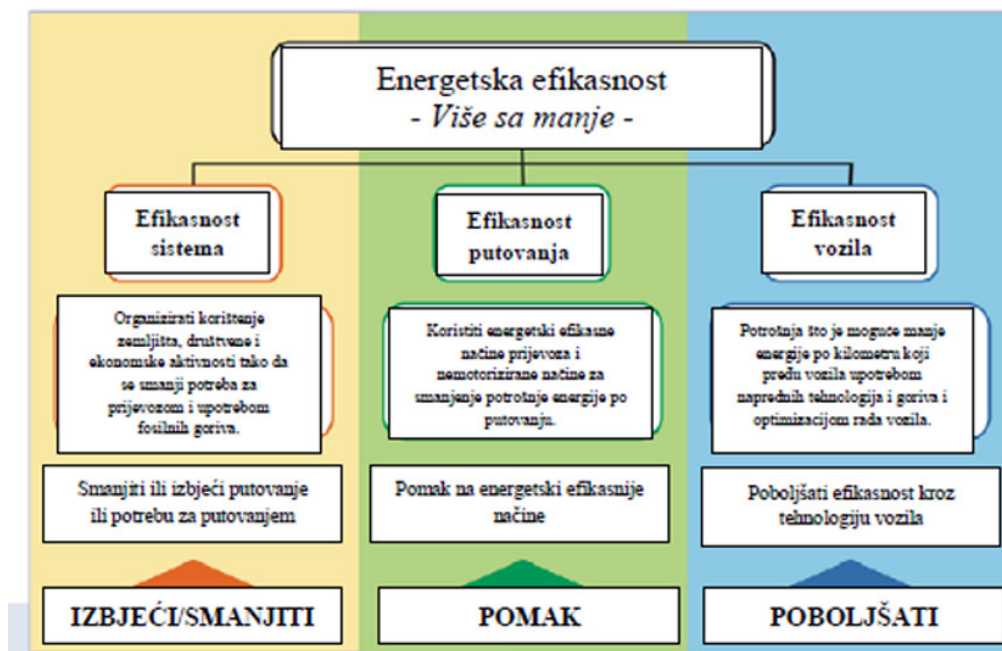 Energetska efikasnost
- Više sa manje -
Efikasnost
sistema
Efikasnost
putovanja
Efikasnost
vozila
Organizirati korištenje
zemljišta, društvene i
ekonomske aktivnosti tako da
se smanji potreba za
prijevozom i upotrebom
fosilnih goriva.
Koristiti energetski efikasne
načine prijevoza i
nemotorizirane načine za
smanjenje potrošnje energije po
putovanju.
Potrošnja što je moguće manje
energije po kilometru koji
pređu vozila upotrebom
naprednih tehnologija i goriva i
optimizacijom rada vozila.
Smanjiti ili izbjeći putovanje
ili potrebu za putovanjem
Pomak na energetski efikasnije
načine
Poboljšati efikasnost kroz
tehnologiju vozila
IZBJEĆI/SMANJITI
POMAK
POBOLJŠATI